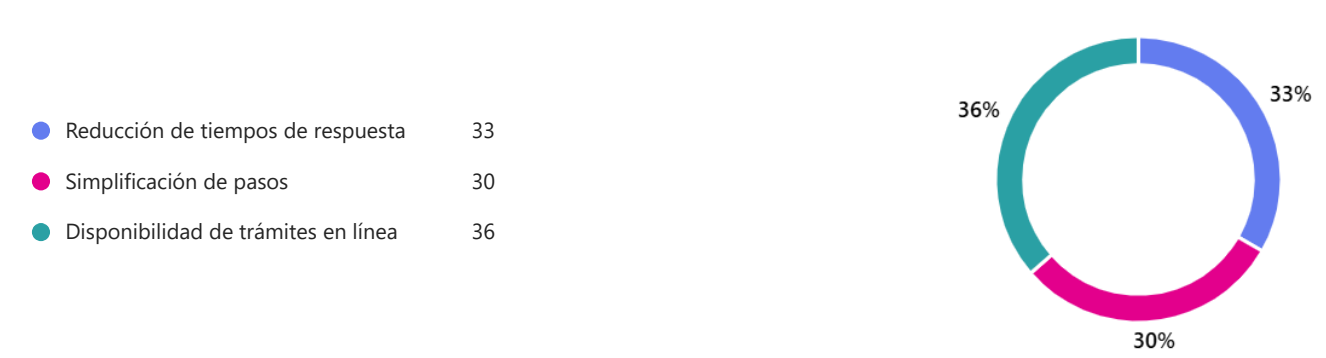 Reducción de tiempos de respuesta 33
Simplificación de pasos 30
Disponibilidad de trámites en línea 36
36%
33%
30%